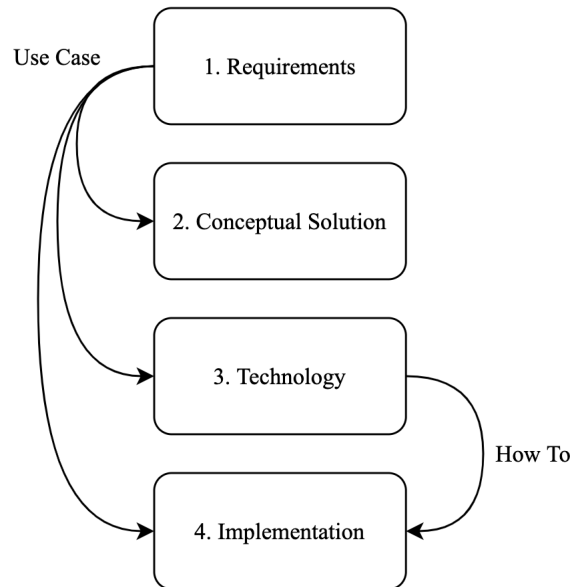 Use Case
1. Requirements
2. Conceptual Solution
3. Technology
How To
4. Implementation